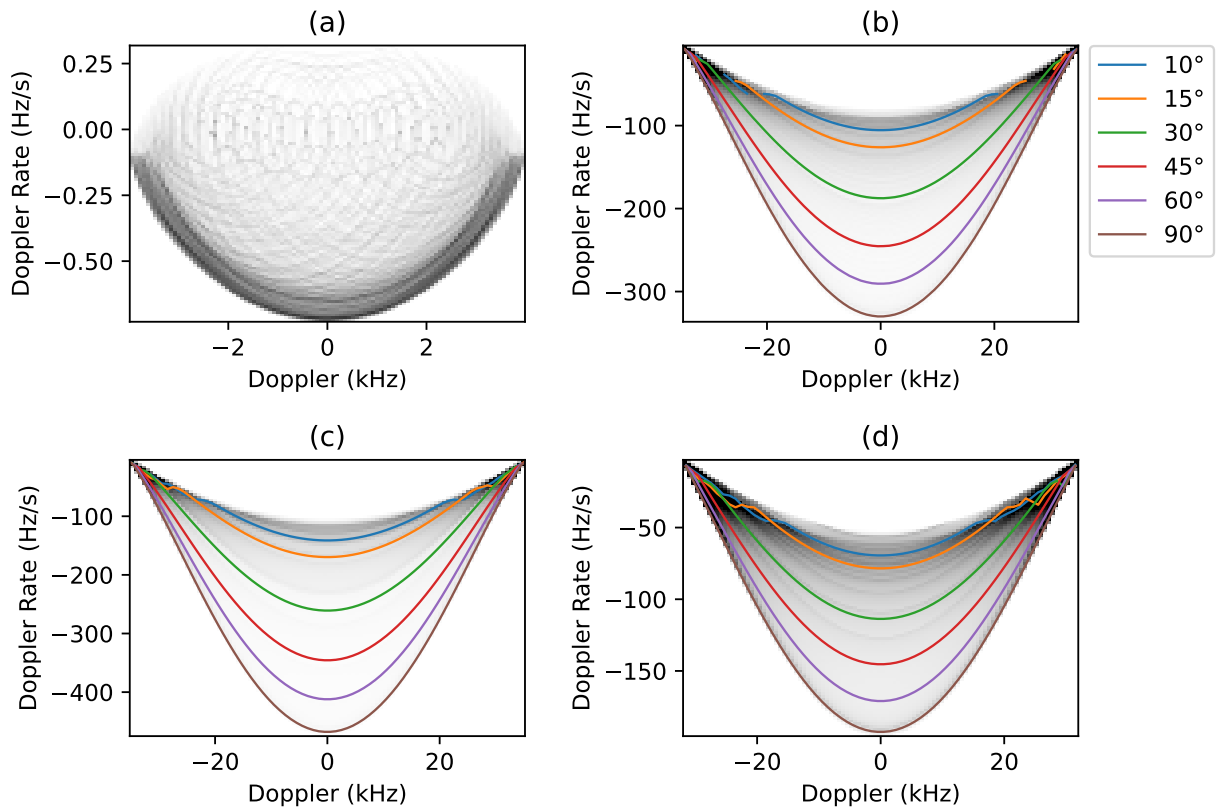 (a)
0.25
0.00
−0.25
−0.50
Doppler Rate (Hz/s)
−2 0 2
Doppler (kHz)
(b)
−100
−200
−300
Doppler Rate (Hz/s)
−20 0 20
Doppler (kHz)
10°
15°
30°
45°
60°
90°
(c)
−100
−200
−300
−400
Doppler Rate (Hz/s)
−20 0 20
Doppler (kHz)
(d)
−50
−100
−150
Doppler Rate (Hz/s)
−20 0 20
Doppler (kHz)